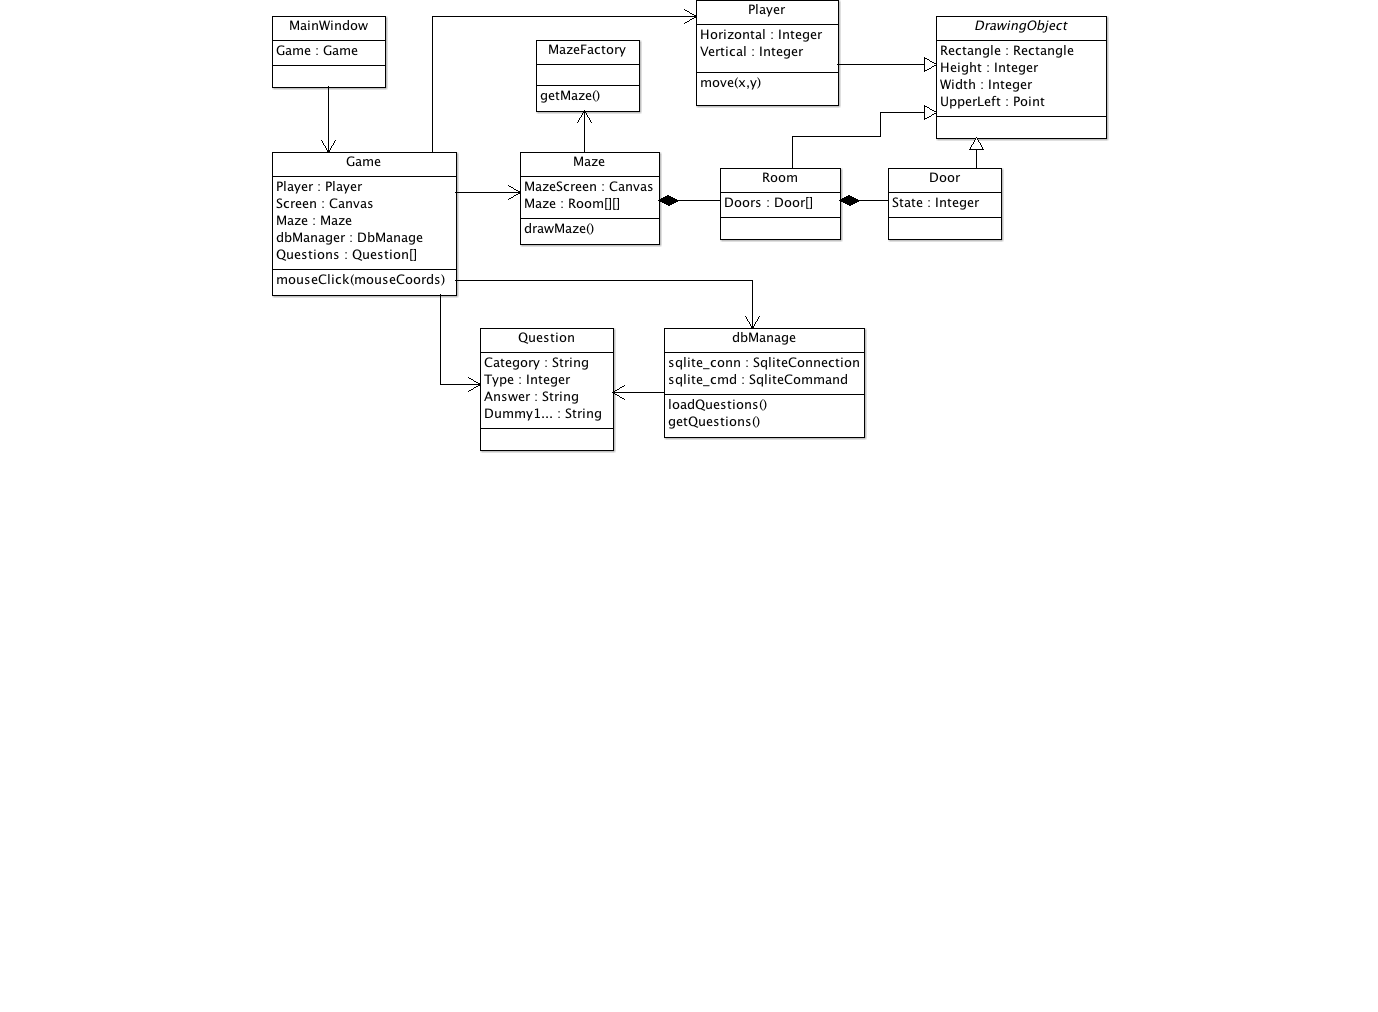 MainWindow
Game : Game
MazeFactory
getMaze()
Player
Horizontal : Integer
Vertical : Integer
move(x,y)
DrawingObject
Rectangle : Rectangle
Height : Integer
Width : Integer
UpperLeft : Point
Game
Player : Player
Screen : Canvas
Maze : Maze
dbManager : DbManage
Questions : Question[]
mouseClick(mouseCoords)
Maze
MazeScreen : Canvas
Maze : Room[][]
drawMaze()
Room
Doors : Door[]
Door
State : Integer
Question
Category : String
Type : Integer
Answer : String
Dummy1... : String
dbManage
sqlite_conn : SqliteConnection
sqlite_cmd : SqliteCommand
loadQuestions()
getQuestions()